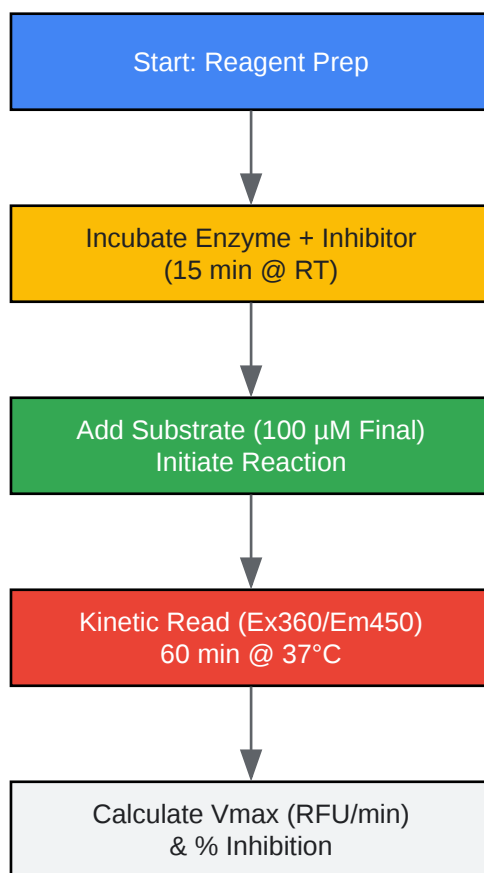 Start: Reagent Prep
Incubate Enzyme + Inhibitor
(15 min @ RT)
Add Substrate (100 µM Final)
Initiate Reaction
Kinetic Read (Ex360/Em450)
60 min @ 37°C
Calculate Vmax (RFU/min)
& % Inhibition